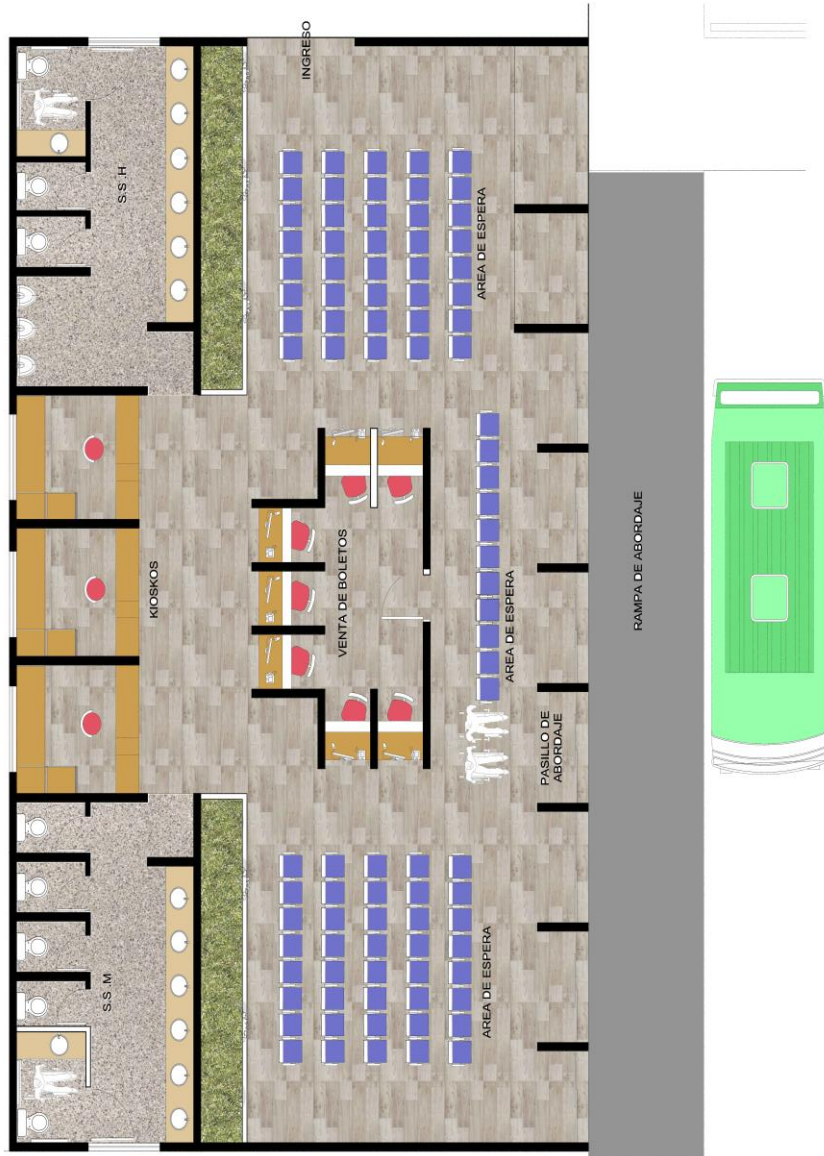 S.S .M
S.S .H
KIOSKOS
INGRESO
VENTA DE BOLETOS
AREA DE ESPERA
AREA DE ESPERA
AREA DE ESPERA
PASILLO DE
ABORDAJE
RAMPA DE ABORDAJE